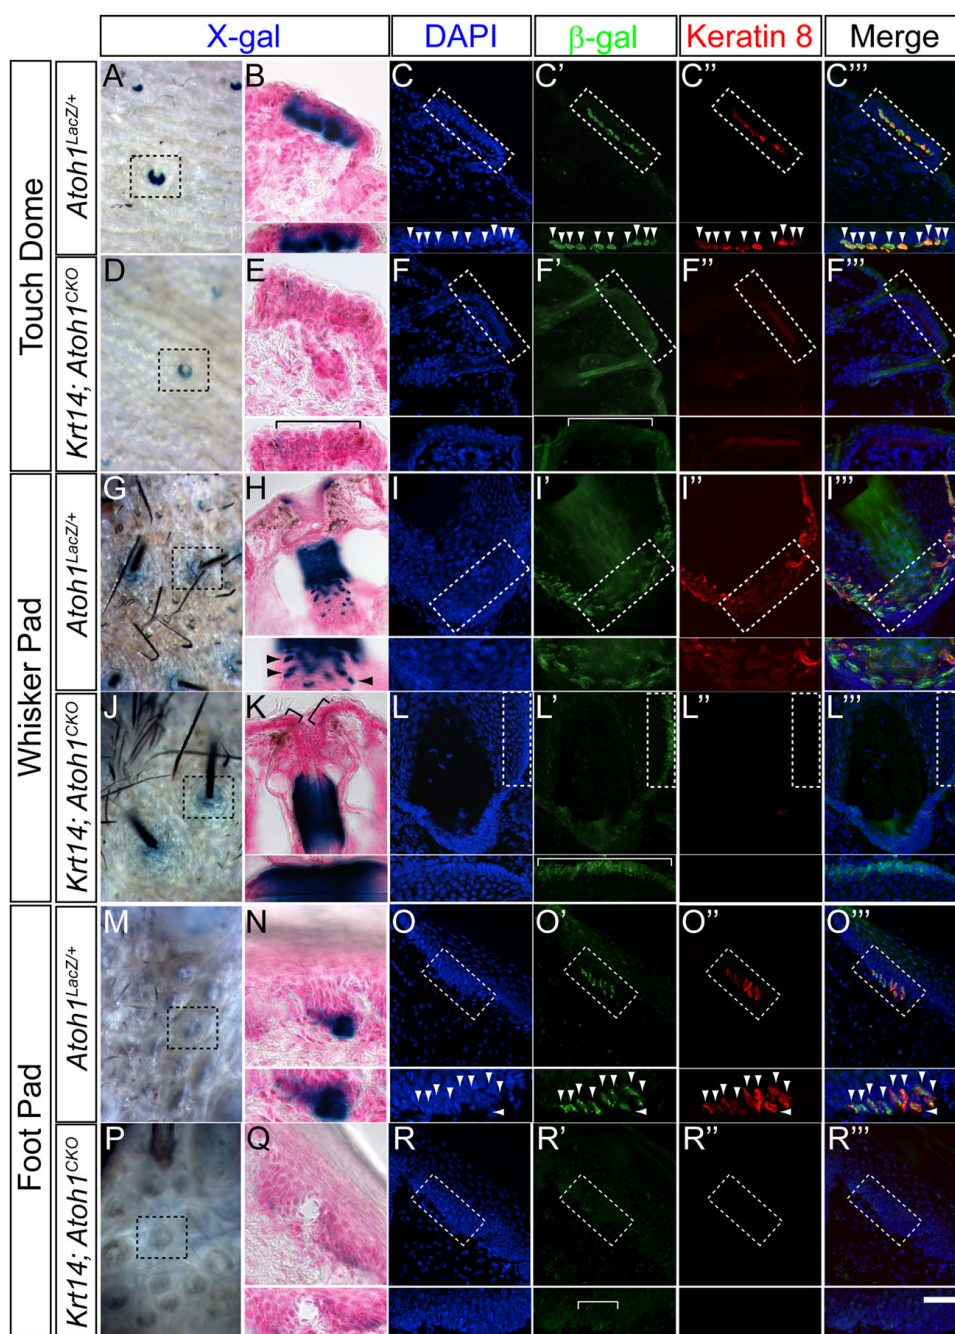 X-gal DAPI β-gal Keratin 8 Merge
Touch Dome
Atoh1LacZ/+
A B C C' C'' C'''
Krt14; Atoh1CKO
D E F F' F'' F'''
Whisker Pad
Atoh1LacZ/+
G H I I' I'' I'''
Krt14; Atoh1CKO
J K L L' L'' L'''
Foot Pad
Atoh1LacZ/+
M N O O' O'' O'''
Krt14; Atoh1CKO
P Q R R' R'' R'''